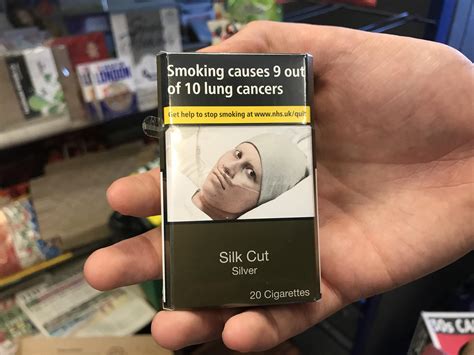 LONDON
Smoking causes 9 out
of 10 lung cancers
Get help to stop smoking at www.nhs.uk/quit
Silk Cut
Silver
20 Cigarettes